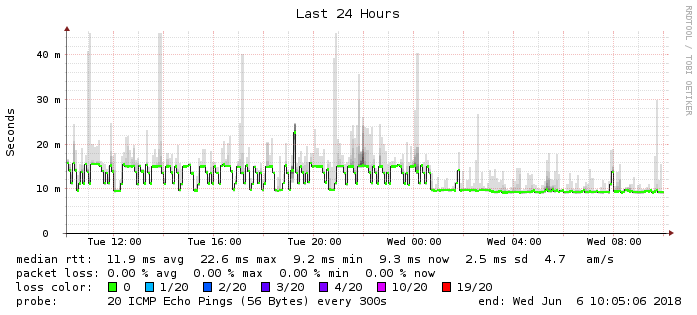 Last 24 Hours
RRDTOOL / TOBI OETIKER
Seconds
40 m
30 m
20 m
10 m
0
Tue 12:00 Tue 16:00 Tue 20:00 Wed 00:00 Wed 04:00 Wed 08:00
median rtt: 11.9 ms avg 22.6 ms max 9.2 ms min 9.3 ms now 2.5 ms sd 4.7 am/s
packet loss: 0.00 % avg 0.00 % max 0.00 % min 0.00 % now
loss color: 0 1/20 2/20 3/20 4/20 10/20 19/20
probe: 20 ICMP Echo Pings (56 Bytes) every 300s end: Wed Jun 6 10:05:06 2018